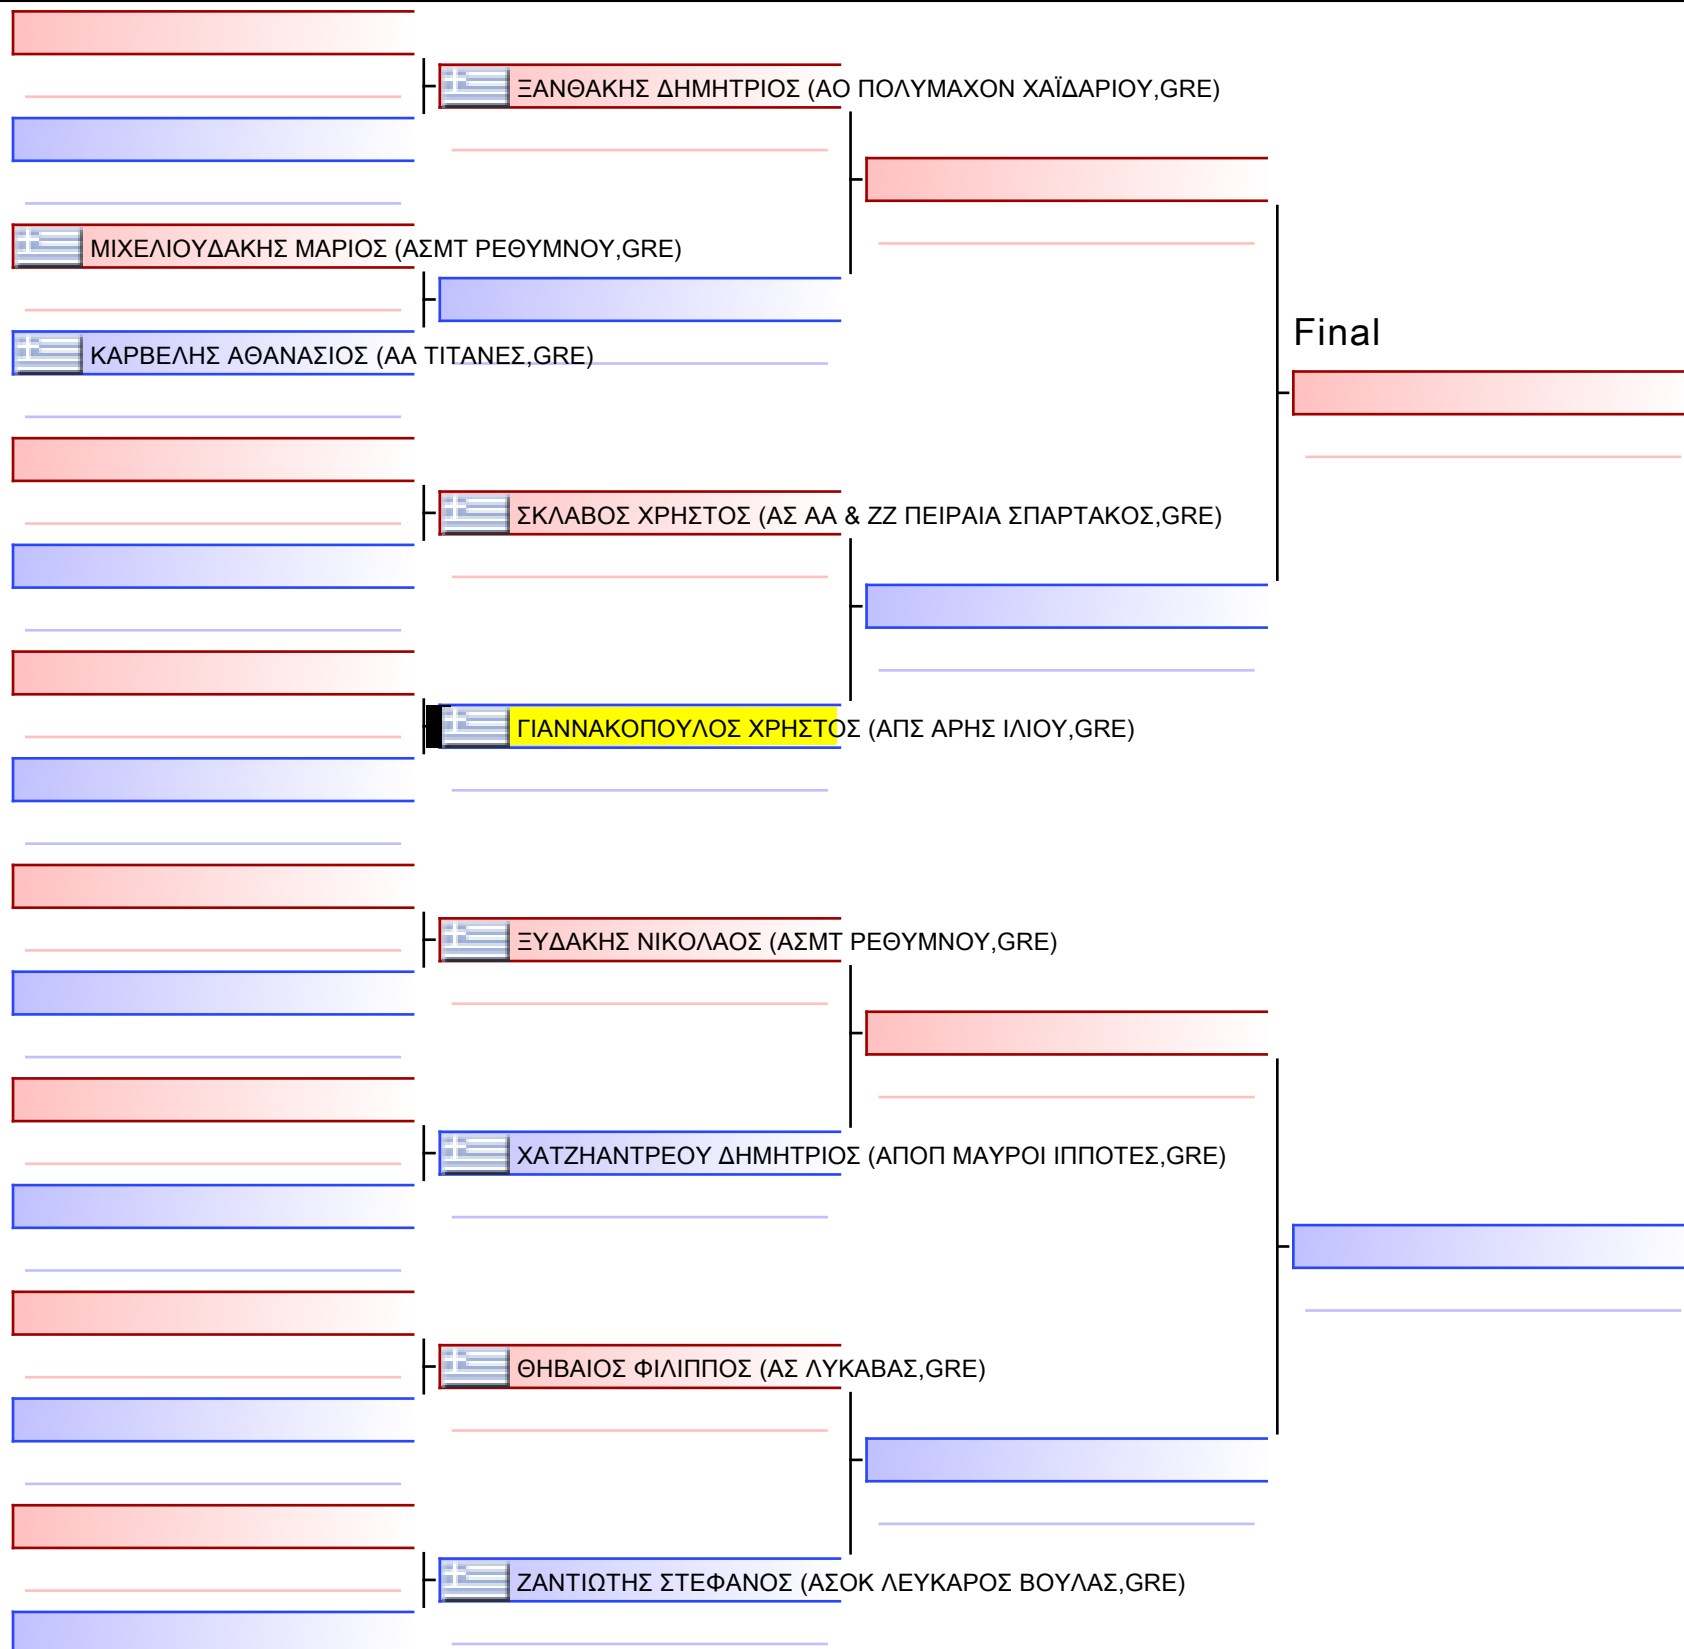 ΞΑΝΘΑΚΗΣ ΔΗΜΗΤΡΙΟΣ (ΑΟ ΠΟΛΥΜΑΧΟΝ ΧΑΪΔΑΡΙΟΥ,GRE)
ΜΙΧΕΛΙΟΥΔΑΚΗΣ ΜΑΡΙΟΣ (ΑΣΜΤ ΡΕΘΥΜΝΟΥ,GRE)
Final
ΚΑΡΒΕΛΗΣ ΑΘΑΝΑΣΙΟΣ (ΑΑ ΤΙΤΑΝΕΣ,GRE)
ΣΚΛΑΒΟΣ ΧΡΗΣΤΟΣ (ΑΣ ΑΑ & ΖΖ ΠΕΙΡΑΙΑ ΣΠΑΡΤΑΚΟΣ,GRE)
ΓΙΑΝΝΑΚΟΠΟΥΛΟΣ ΧΡΗΣΤΟΣ (ΑΠΣ ΑΡΗΣ ΙΛΙΟΥ,GRE)
ΞΥΔΑΚΗΣ ΝΙΚΟΛΑΟΣ (ΑΣΜΤ ΡΕΘΥΜΝΟΥ,GRE)
ΧΑΤΖΗΑΝΤΡΕΟΥ ΔΗΜΗΤΡΙΟΣ (ΑΠΟΠ ΜΑΥΡΟΙ ΙΠΠΟΤΕΣ,GRE)
ΘΗΒΑΙΟΣ ΦΙΛΙΠΠΟΣ (ΑΣ ΛΥΚΑΒΑΣ,GRE)
ΖΑΝΤΙΩΤΗΣ ΣΤΕΦΑΝΟΣ (ΑΣΟΚ ΛΕΥΚΑΡΟΣ ΒΟΥΛΑΣ,GRE)